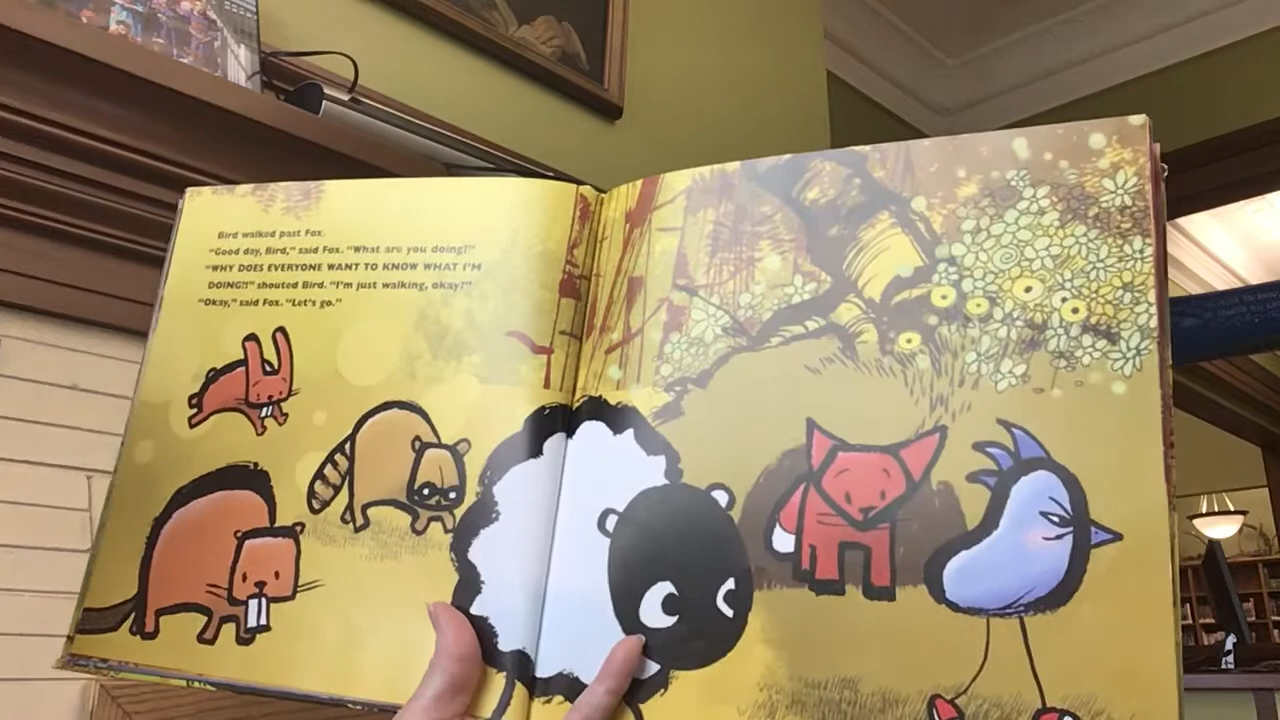 Bird walked past Fox.
"Good day, Bird," said Fox. "What are you doing?"
"WHY DOES EVERYONE WANT TO KNOW WHAT I'M
DOING?!" shouted Bird. "I'm just walking, okay?"
"Okay," said Fox. "Let's go."